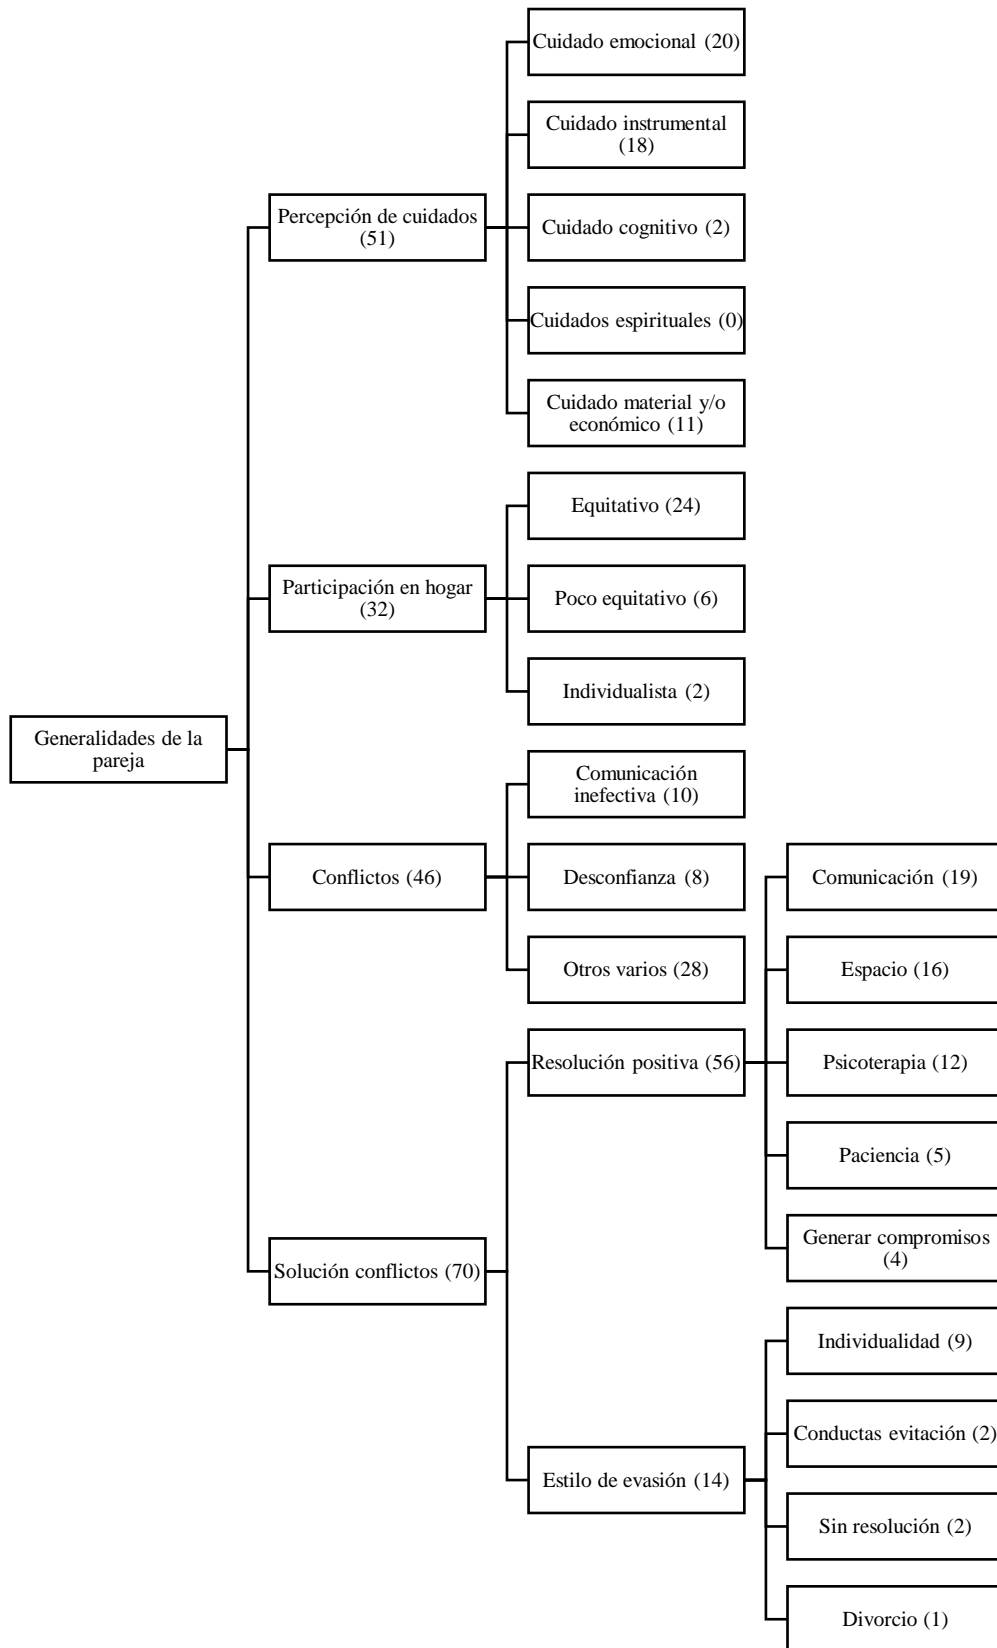 Generalidades de la
pareja
Percepción de cuidados
(51)
Cuidado emocional (20)
Cuidado instrumental
(18)
Cuidado cognitivo (2)
Cuidados espirituales (0)
Cuidado material y/o
económico (11)
Participación en hogar
(32)
Equitativo (24)
Poco equitativo (6)
Individualista (2)
Conflictos (46)
Comunicación
inefectiva (10)
Desconfianza (8)
Otros varios (28)
Solución conflictos (70)
Resolución positiva (56)
Comunicación (19)
Espacio (16)
Psicoterapia (12)
Paciencia (5)
Generar compromisos
(4)
Estilo de evasión (14)
Individualidad (9)
Conductas evitación (2)
Sin resolución (2)
Divorcio (1)